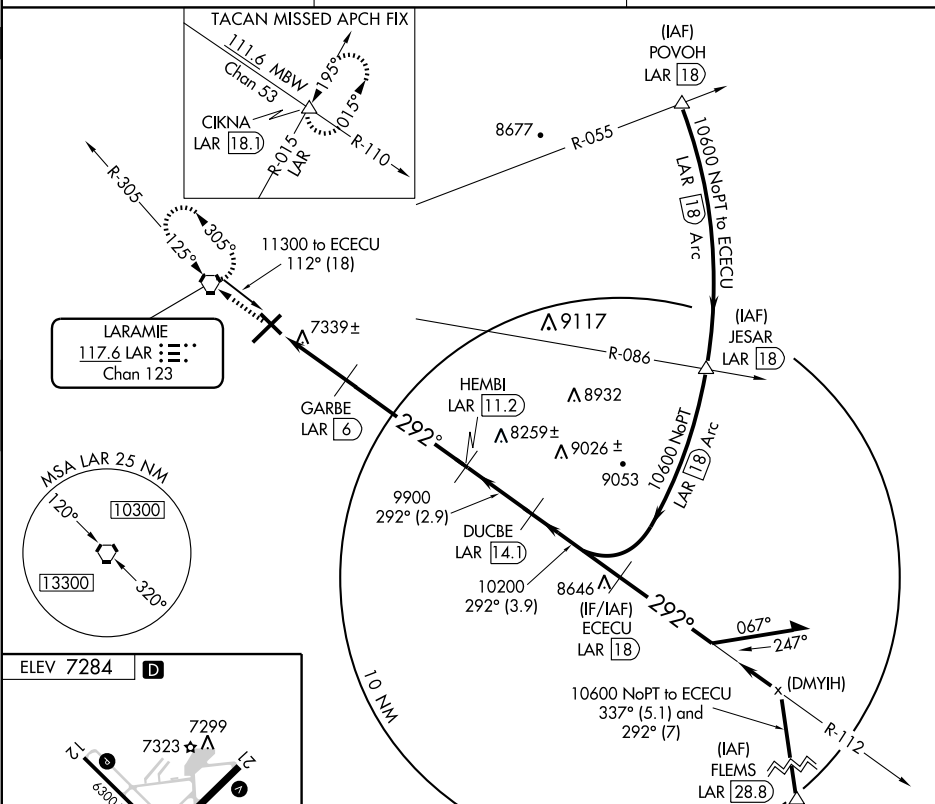 TACAN MISSED APCH FIX
111.6 MBW
Chan 53
195°
015°
CIKNA
LAR 18.1
R-015
LAR
R-110
(IAF)
POVOH
LAR 18
8677
R-055
10600 NoPT to ECECU
LAR 18 Arc
R-305
305°
125°
11300 to ECECU
112° (18)
LARAMIE
117.6 LAR
Chan 123
7339 ±
9117
(IAF)
JESAR
LAR 18
R-086
GARBE
LAR 6
292°
HEMBI
LAR 11.2
8932
8259 ±
9026 ±
9053
10600 NoPT
LAR 18 Arc
MSA LAR 25 NM
120°
10300
13300
320°
9900
292° (2.9)
DUCBE
LAR 14.1
10200
292° (3.9)
8646
(IF/IAF)
ECECU
LAR 18
292°
067°
247°
10 NM
10600 NoPT to ECECU
337° (5.1) and
292° (7)
(DMYIH)
R-112
(IAF)
FLEMS
LAR 28.8
ELEV 7284 D
7299
7323
12
P
6300
21
V